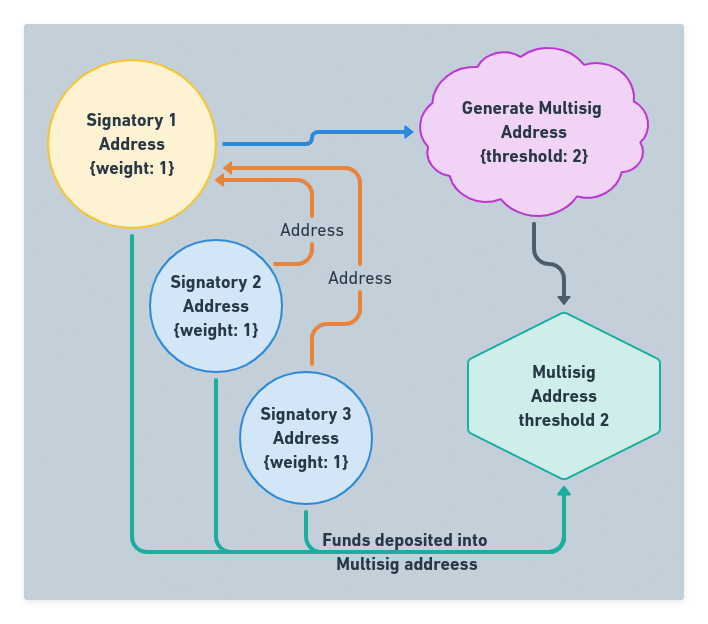 Signatory 1
Address
{weight: 1}
Generate Multisig
Address
{threshold: 2}
Address
Signatory 2
Address
{weight: 1}
Address
Signatory 3
Address
{weight: 1}
Multisig
Address
threshold 2
Funds deposited into
Multisig addreess